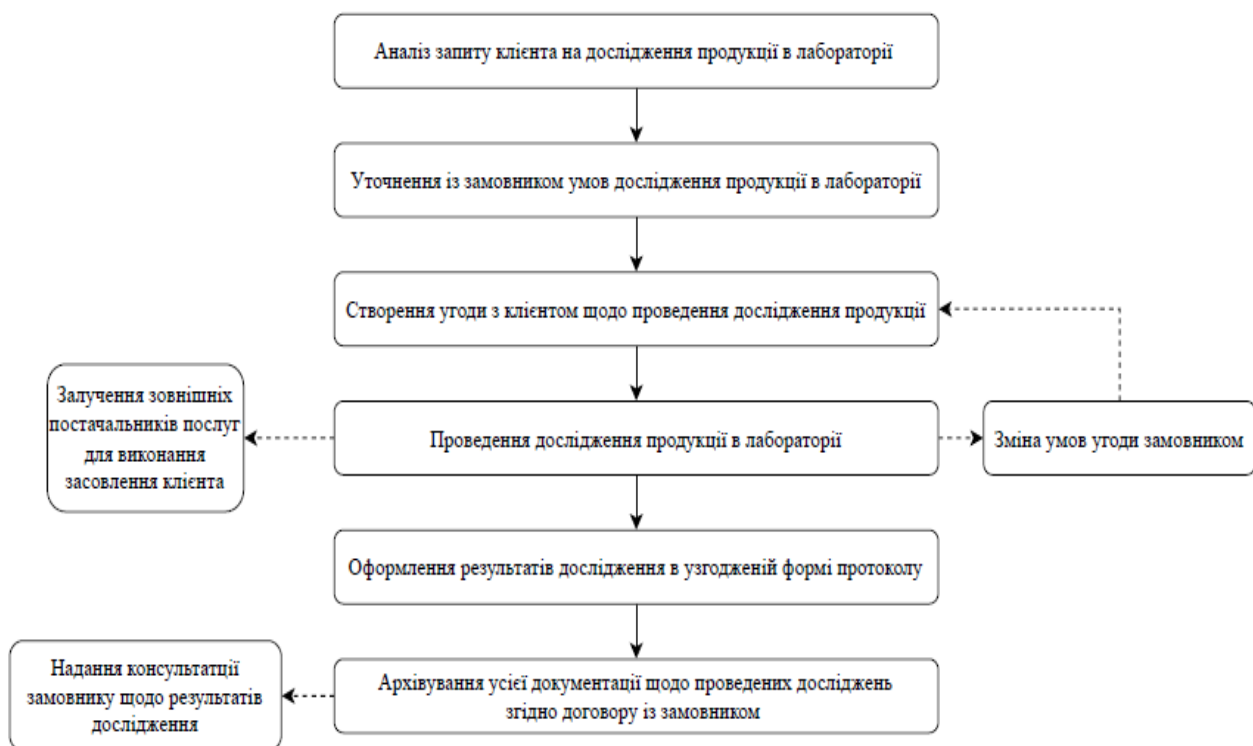 Аналіз запиту клієнта на дослідження продукції в лабораторії
Уточнення із замовником умов дослідження продукції в лабораторії
Створення угоди з клієнтом щодо проведення дослідження продукції
Залучення зовнішніх
постачальників послуг
для виконання
засовлення клієнта
Проведення дослідження продукції в лабораторії
Зміна умов угоди замовником
Оформлення результатів дослідження в узгодженій формі протоколу
Надання консультатції
замовнику щодо результатів
дослідження
Архівування усієї документації щодо проведених досліджень
згідно договору із замовником